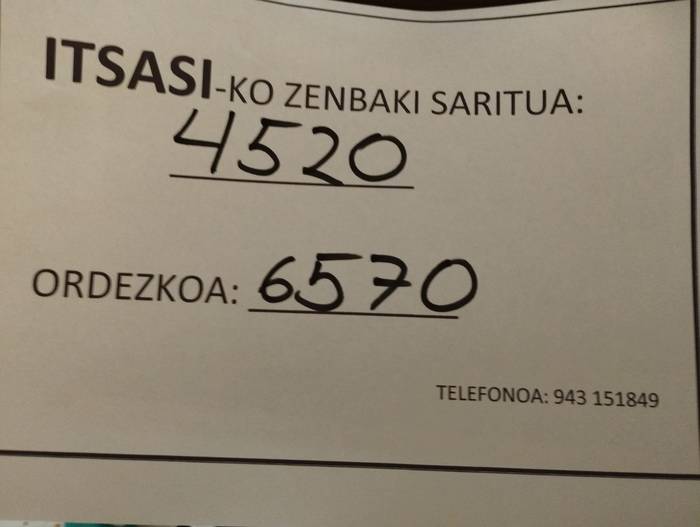 ITSASI-KO ZENBAKI SARITUA:
4520
ORDEZKOA: 6570
TELEFONOA: 943 151849